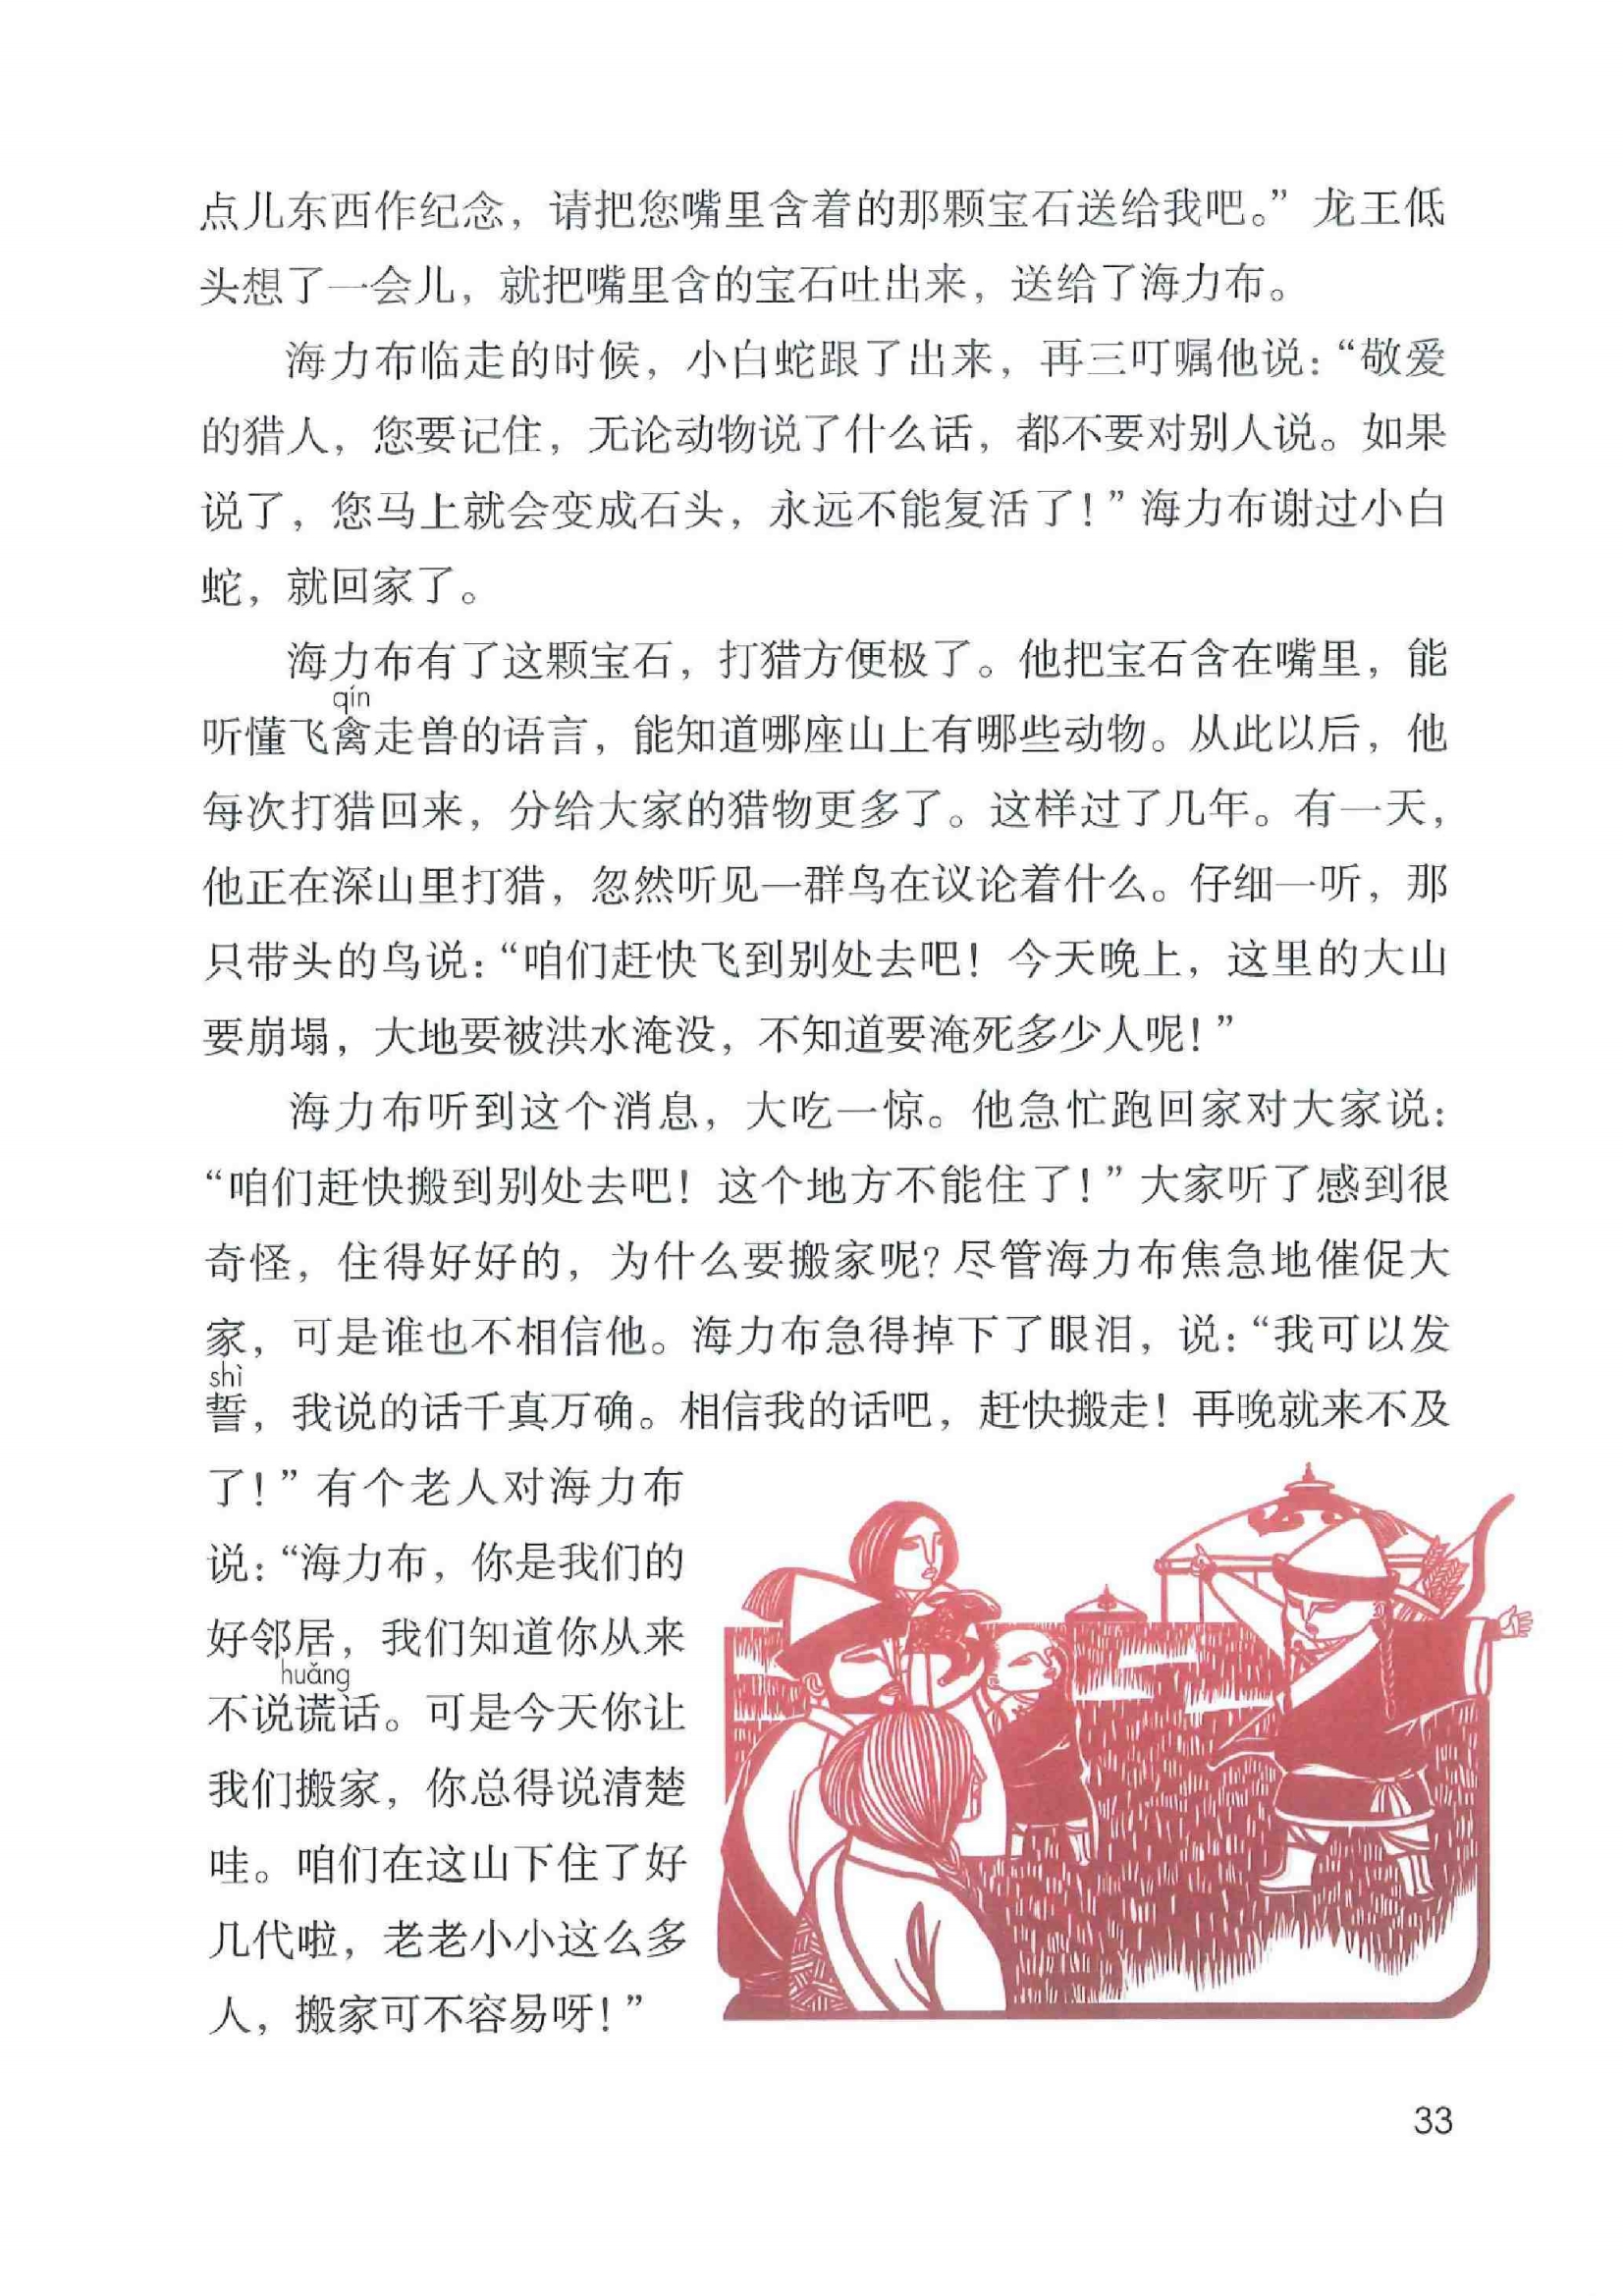 点儿东西作纪念，请把您嘴里含着的那颗宝石送给我吧。”龙王低
头想了一会儿，就把嘴里含的宝石吐出来，送给了海力布。
海力布临走的时候，小白蛇跟了出来，再三叮嘱他说：“敬爱
的猎人，您要记住，无论动物说了什么话，都不要对别人说。如果
说了，您马上就会变成石头，永远不能复活了！”海力布谢过小白
蛇，就回家了。
海力布有了这颗宝石，打猎方便极了。他把宝石含在嘴里，能
qín
听懂飞禽走兽的语言，能知道哪座山上有哪些动物。从此以后，他
每次打猎回来，分给大家的猎物更多了。这样过了几年。有一天，
他正在深山里打猎，忽然听见一群鸟在议论着什么。仔细一听，那
只带头的鸟说：“咱们赶快飞到别处去吧！今天晚上，这里的大山
要崩塌，大地要被洪水淹没，不知道要淹死多少人呢！”
海力布听到这个消息，大吃一惊。他急忙跑回家对大家说：
“咱们赶快搬到别处去吧！这个地方不能住了！”大家听了感到很
奇怪，住得好好的，为什么要搬家呢？尽管海力布焦急地催促大
家，可是谁也不相信他。海力布急得掉下了眼泪，说：“我可以发
shì
誓，我说的话千真万确。相信我的话吧，赶快搬走！再晚就来不及
了！”有个老人对海力布
说：“海力布，你是我们的
好邻居，我们知道你从来
huǎng
不说谎话。可是今天你让
我们搬家，你总得说清楚
哇。咱们在这山下住了好
几代啦，老老小小这么多
人，搬家可不容易呀！”
33